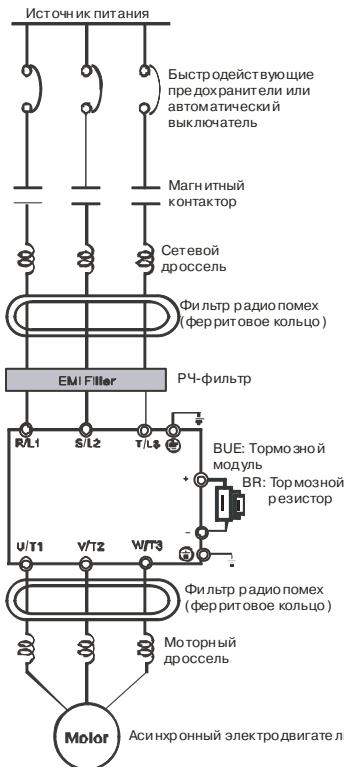 Источник питания
Быстродействующие
предохранители или
автоматический
выключатель
Магнитный
контактор
Сетевой
дроссель
Фильтр радиопомех
(ферритовое кольцо)
EMI Filler
РЧ-фильтр
R/L1 S/L2 T/L3
BUE: Тормозной
модуль
+
BR: Тормозной
резистор
-
U/T1 V/T2 W/T3
Фильтр радиопомех
(ферритовое кольцо)
Моторный
дроссель
Motor
Асинхронный электродвигатель